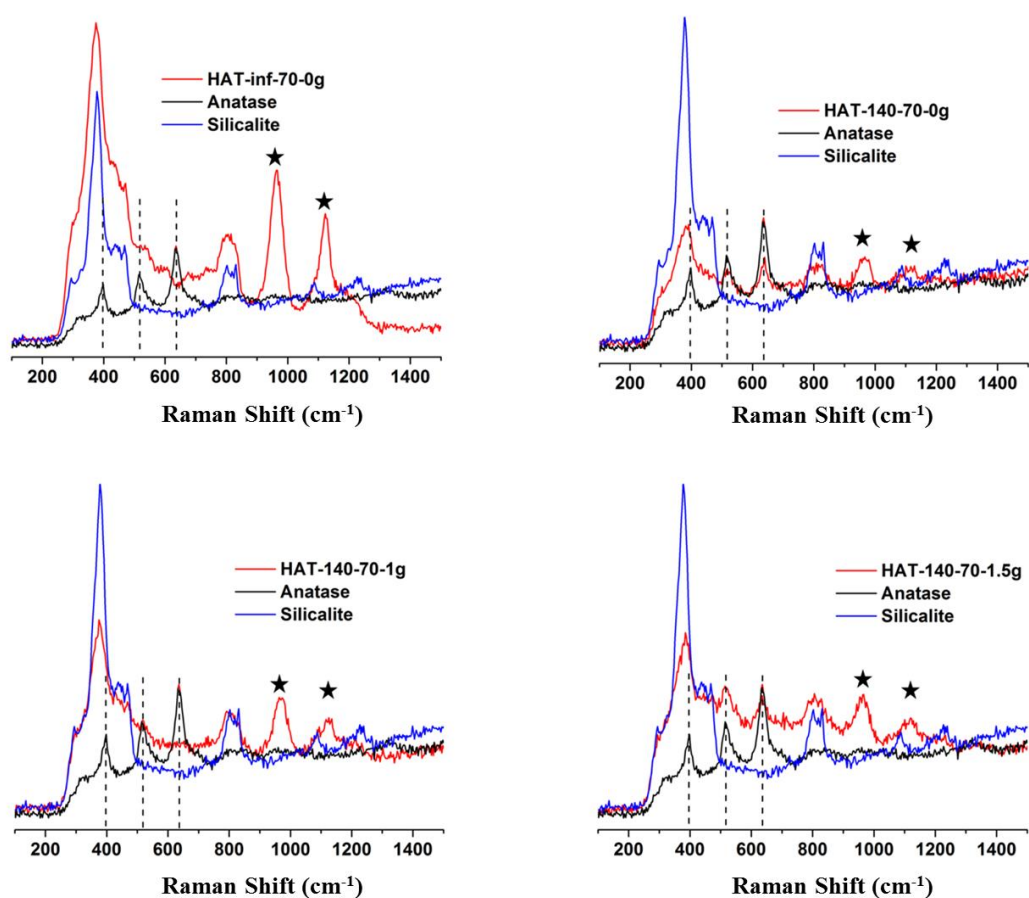 HAT-inf-70-0g
Anatase
Silicalite
200 400 600 800 1000 1200 1400
Raman Shift (cm⁻¹)
HAT-140-70-0g
Anatase
Silicalite
200 400 600 800 1000 1200 1400
Raman Shift (cm⁻¹)
HAT-140-70-1g
Anatase
Silicalite
200 400 600 800 1000 1200 1400
Raman Shift (cm⁻¹)
HAT-140-70-1.5g
Anatase
Silicalite
200 400 600 800 1000 1200 1400
Raman Shift (cm⁻¹)